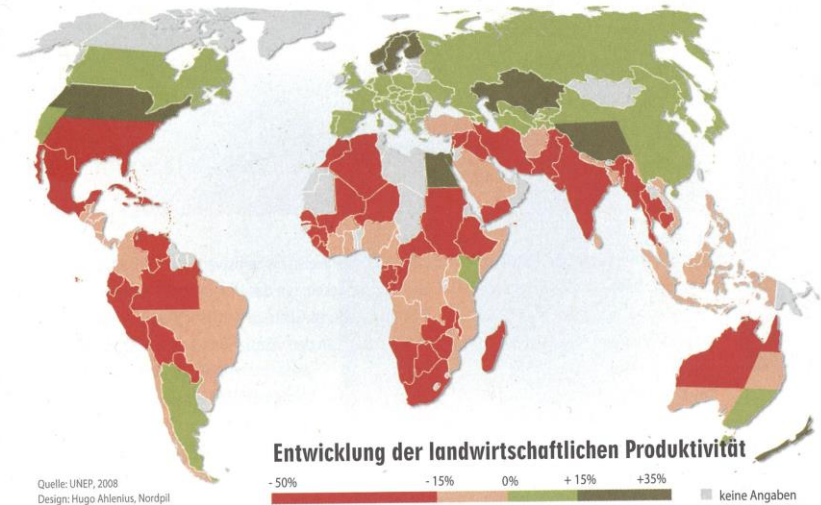 Entwicklung der landwirtschaftlichen Produktivität
- 50% - 15% 0% + 15% +35%
keine Angaben
Quelle: UNEP, 2008
Design: Hugo Ahlenius, Nordpil